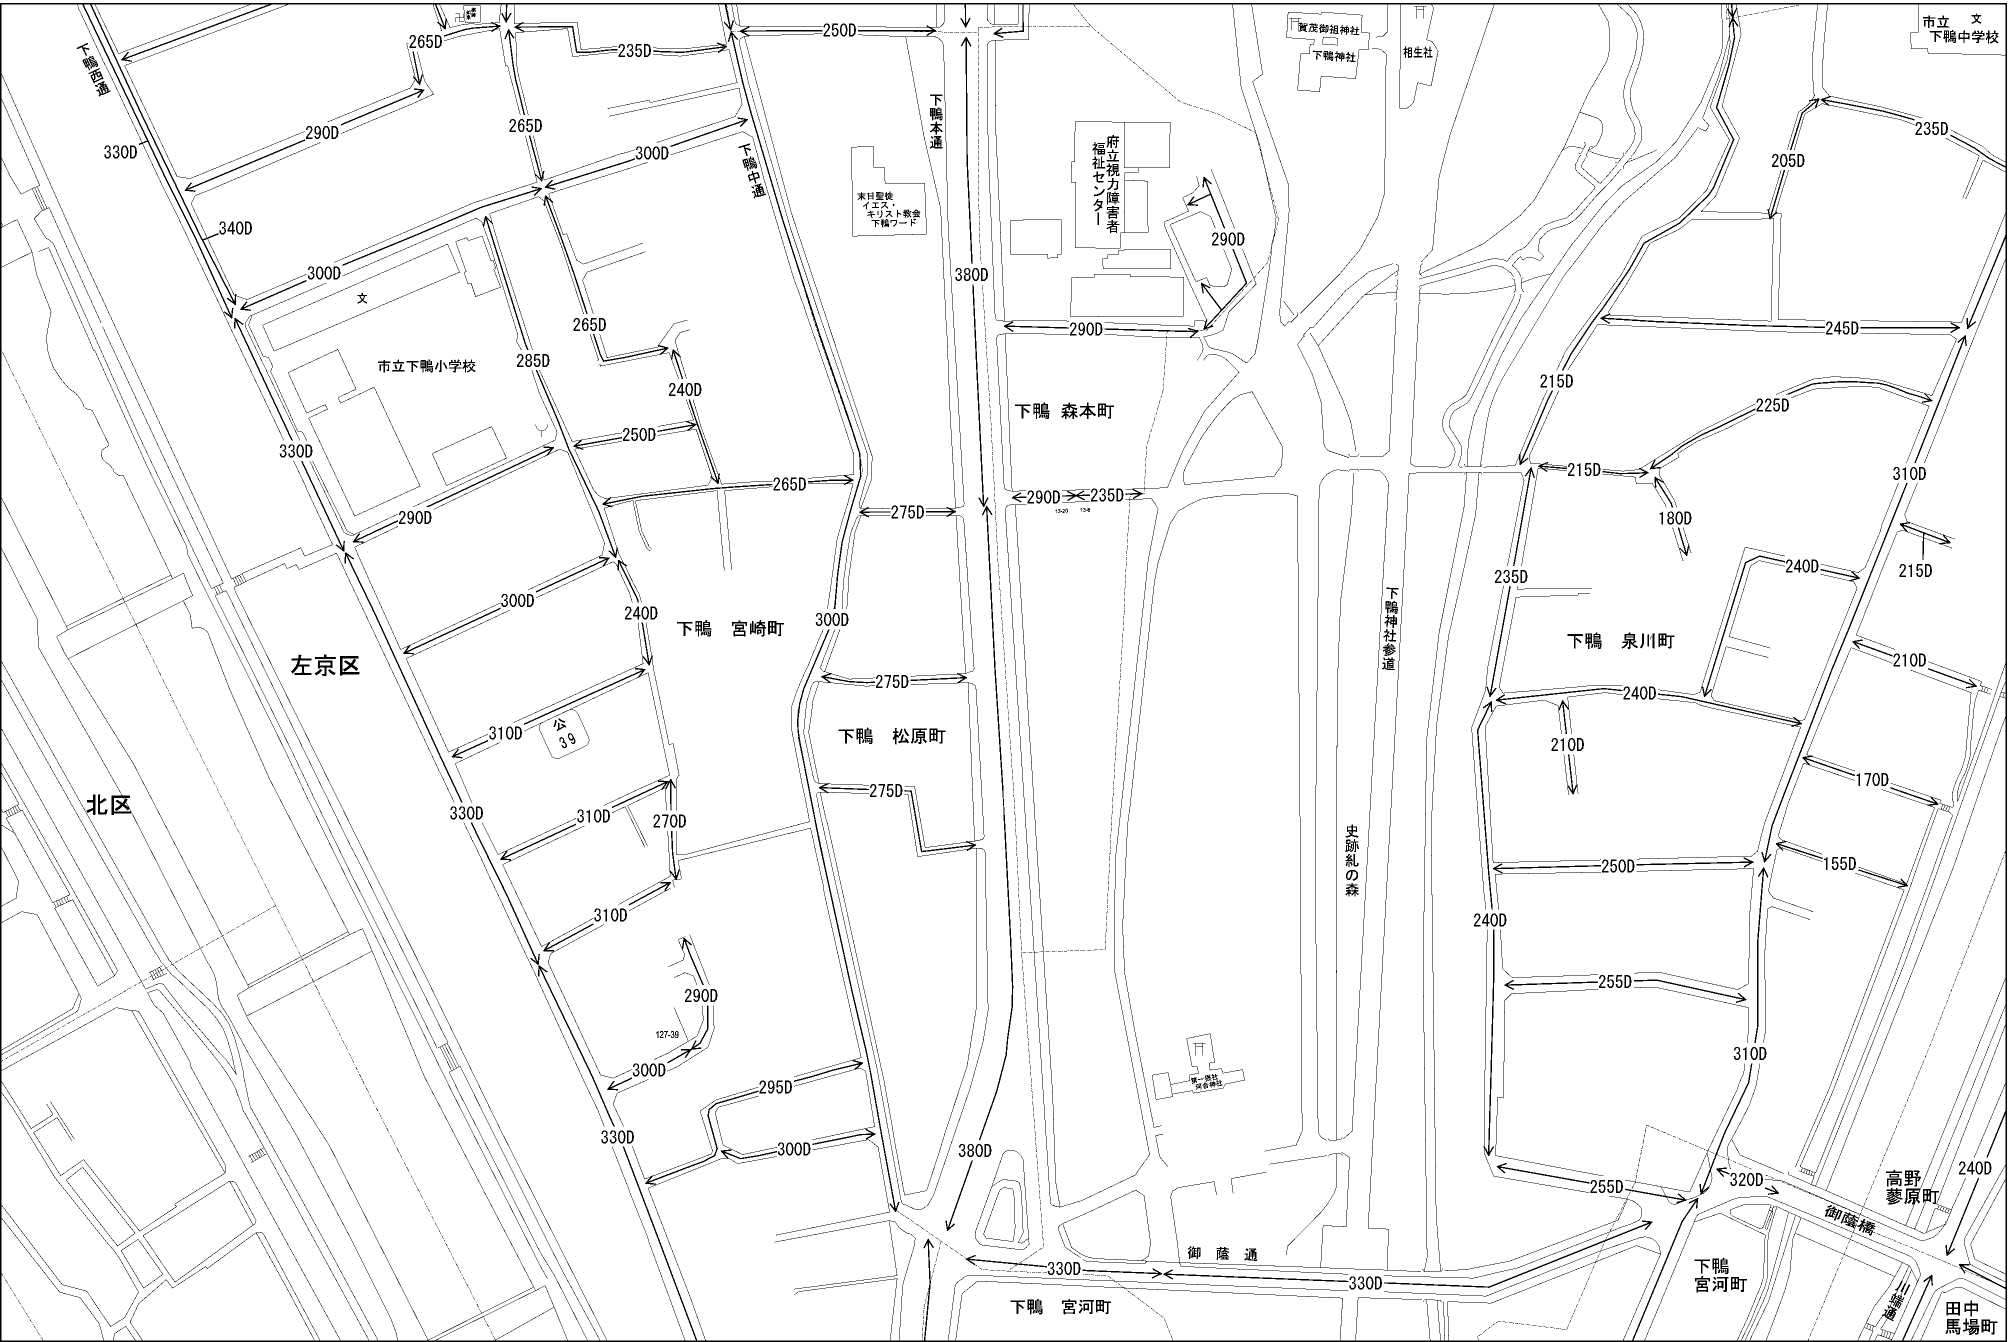 250D
265D
235D
下鴨西通
330D
290D
265D
300D
下鴨中通
下鴨本通
賀茂御祖神社
下鴨神社
相生社
市立 文
下鴨中学校
235D
205D
府立視力障害者
福祉センター
末日聖徒
イエス・
キリスト教会
下鴨ワード
340D
300D
文
380D
290D
265D
290D
245D
市立下鴨小学校
285D
240D
215D
225D
下鴨 森本町
330D
250D
215D
310D
265D
290D
235D
13-20
13-6
290D
275D
180D
235D
240D
215D
下鴨神社参道
300D
240D
下鴨 宮崎町
300D
下鴨 泉川町
210D
左京区
275D
240D
310D
公
39
下鴨 松原町
210D
275D
170D
北区
330D
310D
270D
史跡糺の森
250D
155D
310D
240D
290D
255D
127-39
300D
295D
310D
330D
300D
380D
河合神社
255D
320D
240D
高野
蓼原町
御蔭橋
御蔭通
330D
330D
下鴨 宮河町
下鴨
宮河町
川端通
田中
馬場町